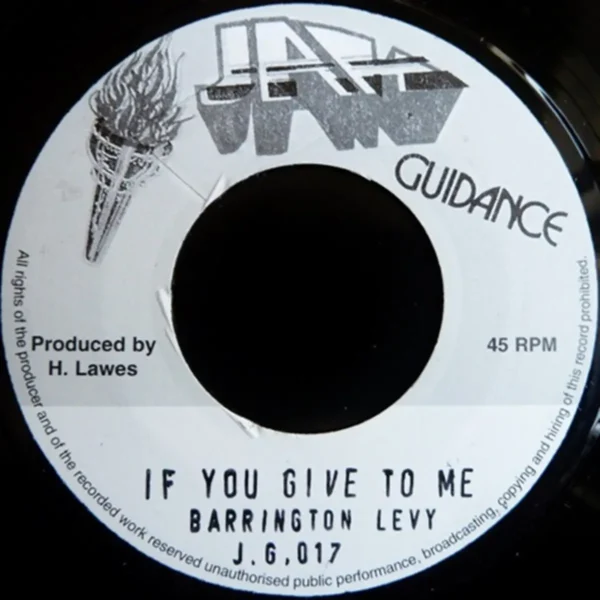 JAH
GUIDANCE
Produced by
H. Lawes
45 RPM
IF YOU GIVE TO ME
BARRINGTON LEVY
J.G,017
All rights of the producer and of the recorded work reserved unauthorised public performance, broadcasting, copying and hiring of this record prohibited.